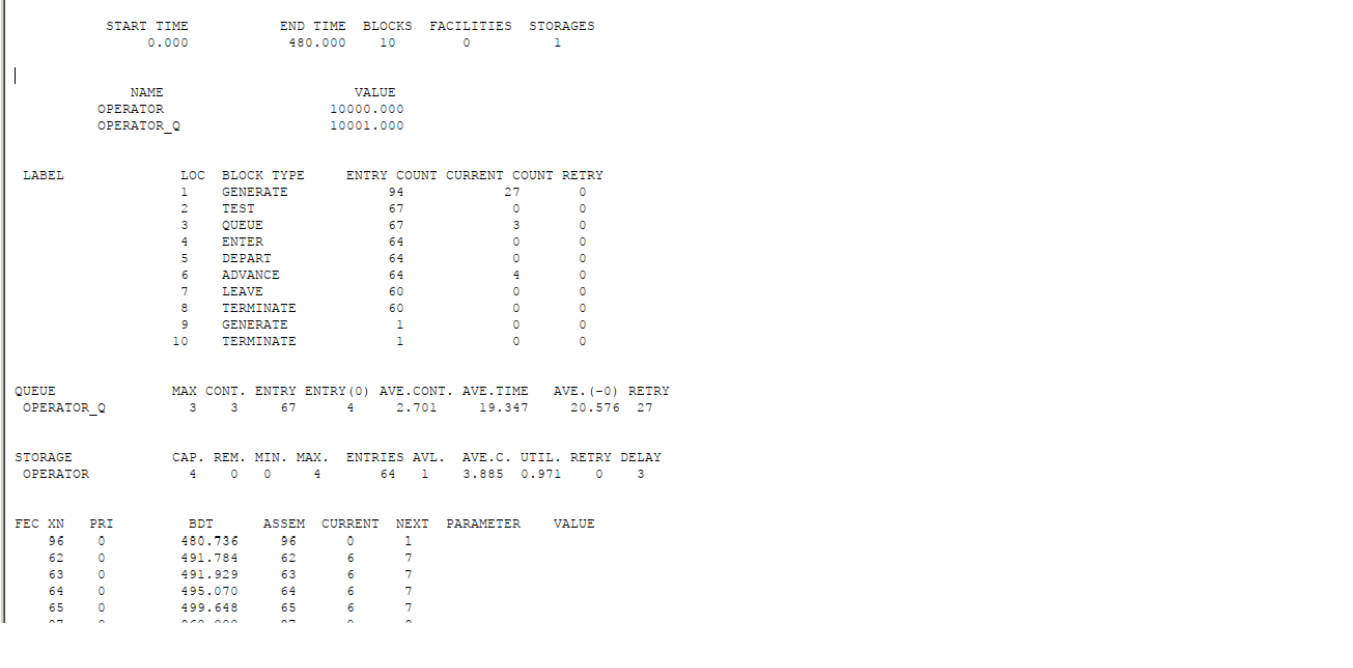 START TIME END TIME BLOCKS FACILITIES STORAGES
0.000 480.000 10 0 1
NAME VALUE
OPERATOR 10000.000
OPERATOR_Q 10001.000
LABEL LOC BLOCK TYPE ENTRY COUNT CURRENT COUNT RETRY
1 GENERATE 94 27 0
2 TEST 67 0 0
3 QUEUE 67 3 0
4 ENTER 64 0 0
5 DEPART 64 0 0
6 ADVANCE 64 4 0
7 LEAVE 60 0 0
8 TERMINATE 60 0 0
9 GENERATE 1 0 0
10 TERMINATE 1 0 0
QUEUE MAX CONT. ENTRY ENTRY(0) AVE.CONT. AVE.TIME AVE.(-0) RETRY
OPERATOR_Q 3 3 67 4 2.701 19.347 20.576 27
STORAGE CAP. REM. MIN. MAX. ENTRIES AVL. AVE.C. UTIL. RETRY DELAY
OPERATOR 4 0 0 4 64 1 3.885 0.971 0 3
FEC XN PRI BDT ASSEM CURRENT NEXT PARAMETER VALUE
96 0 480.736 96 0 1
62 0 491.784 62 6 7
63 0 491.929 63 6 7
64 0 495.070 64 6 7
65 0 499.648 65 6 7